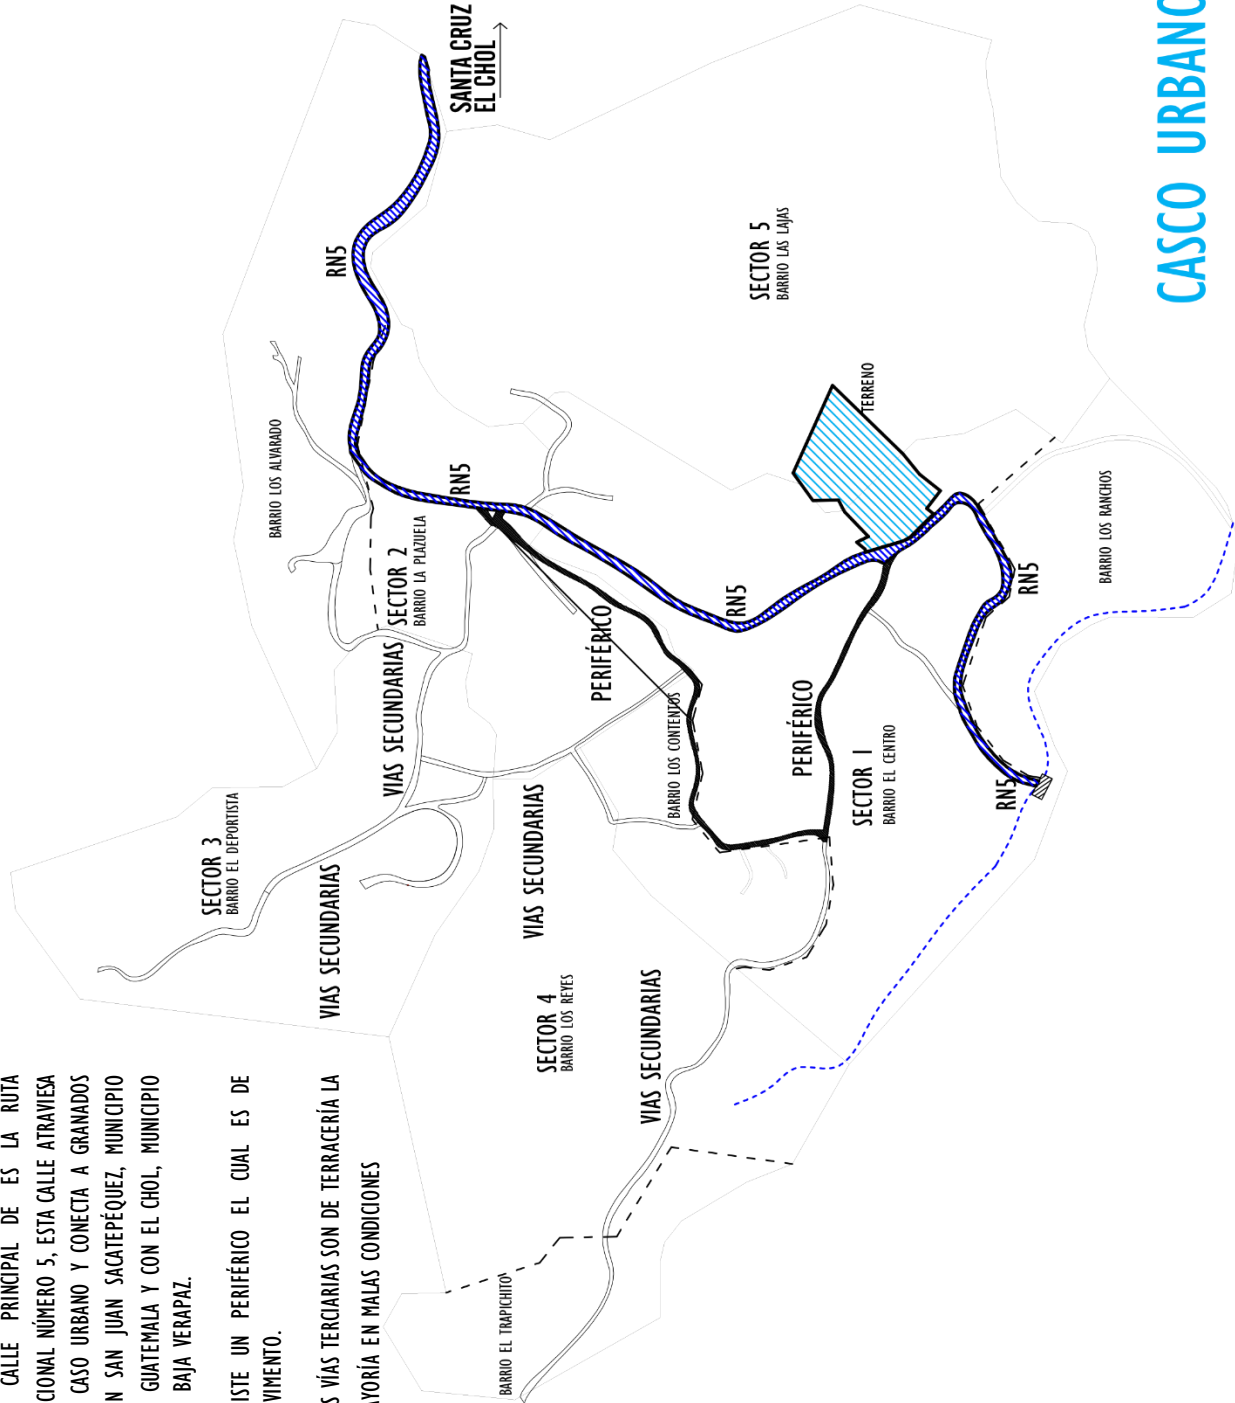 CALLE PRINCIPAL DE ES LA RUTA
CIONAL NÚMERO 5, ESTA CALLE ATRAVIESA
CASO URBANO Y CONECTA A GRANADOS
N SAN JUAN SACATEPÉQUEZ, MUNICIPIO
GUATEMALA Y CON EL CHOL, MUNICIPIO
BAJA VERAPAZ.
ISTE UN PERIFÉRICO EL CUAL ES DE
VIMENTO.
S VÍAS TERCIARIAS SON DE TERRACERÍA LA
AYORÍA EN MALAS CONDICIONES
SECTOR 3
BARRIO EL DEPORTISTA
BARRIO LOS ALVARADO
RN5
VIAS SECUNDARIAS
VIAS SECUNDARIAS
SECTOR 2
BARRIO LA PLAZUELA
RN5
SANTA CRUZ
EL CHOL
BARRIO EL TRAPICHITO
VIAS SECUNDARIAS
SECTOR 4
BARRIO LOS REYES
PERIFÉRICO
VIAS SECUNDARIAS
BARRIO LOS CONTENTOS
RN5
SECTOR 5
BARRIO LAS LAJAS
PERIFÉRICO
SECTOR 1
BARRIO EL CENTRO
TERRENO
RN5
RN5
BARRIO LOS RANCHOS
CASCO URBANO